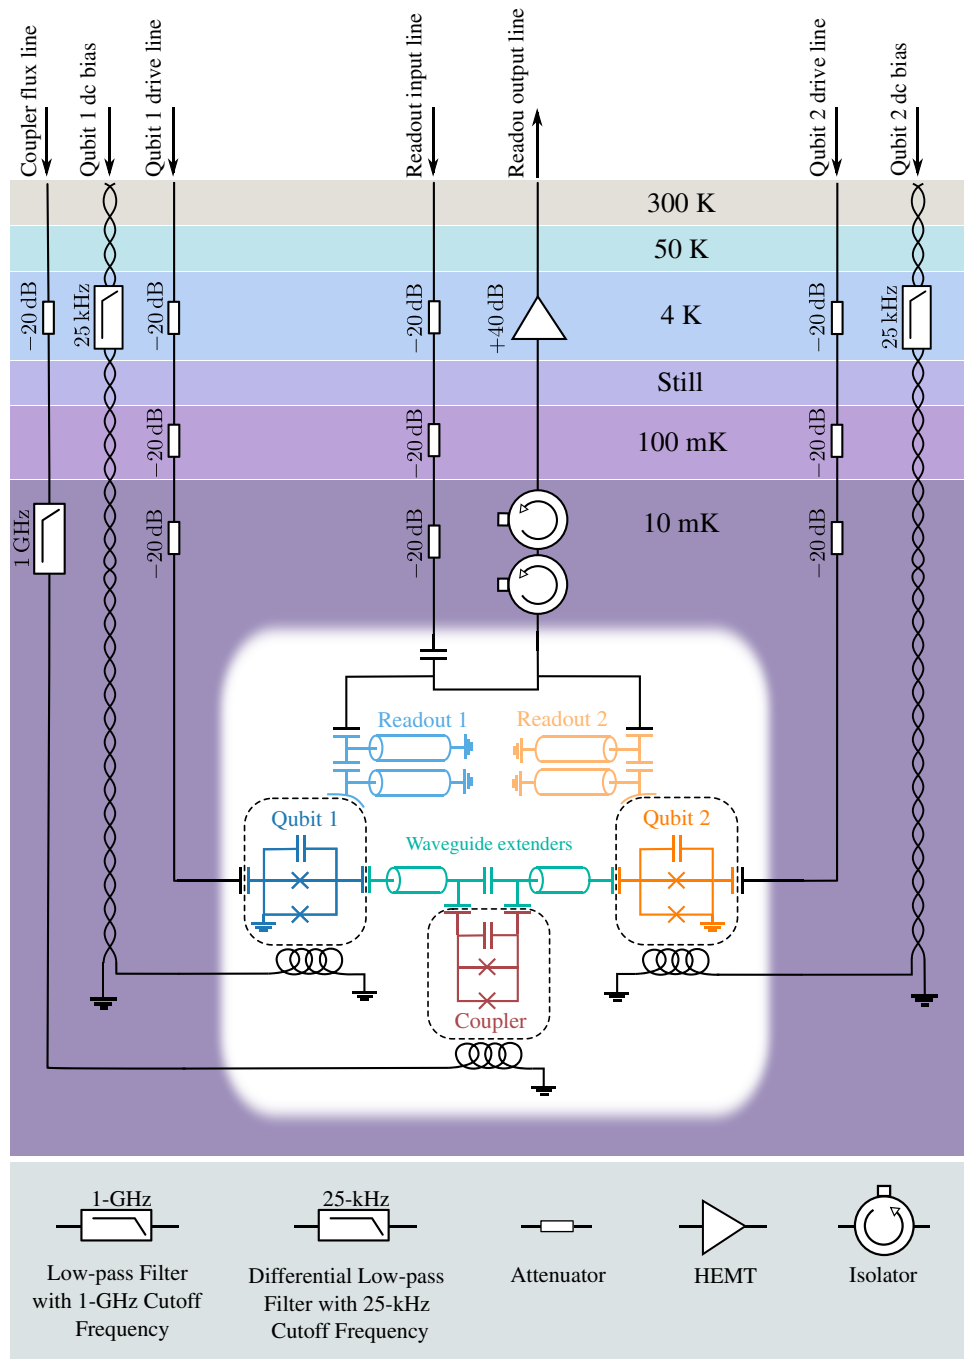 Coupler flux line
Qubit 1 dc bias
Qubit 1 drive line
Readout input line
Readou output line
Qubit 2 drive line
Qubit 2 dc bias
300 K
50 K
−20 dB
25 kHz
−20 dB
−20 dB
+40 dB
4 K
−20 dB
25 kHz
Still
−20 dB
−20 dB
100 mK
−20 dB
1 GHz
−20 dB
−20 dB
10 mK
−20 dB
Readout 1
Readout 2
Qubit 1
Qubit 2
Waveguide extenders
Coupler
1-GHz
Low-pass Filter
with 1-GHz Cutoff
Frequency
25-kHz
Differential Low-pass
Filter with 25-kHz
Cutoff Frequency
Attenuator
HEMT
Isolator